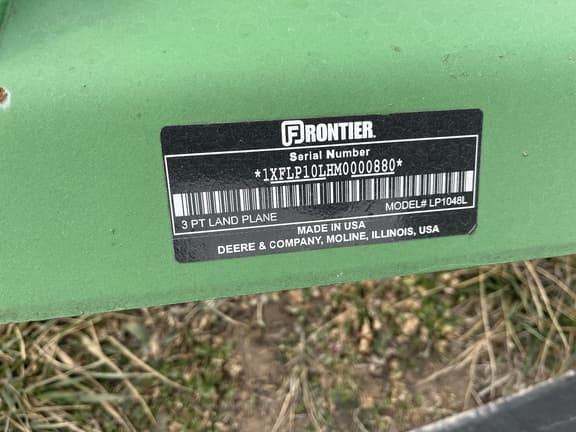 FRONTIER
Serial Number
*1XFLP10LHM0000880*
3 PT LAND PLANE MODEL# LP1048L
MADE IN USA
DEERE & COMPANY, MOLINE, ILLINOIS, USA